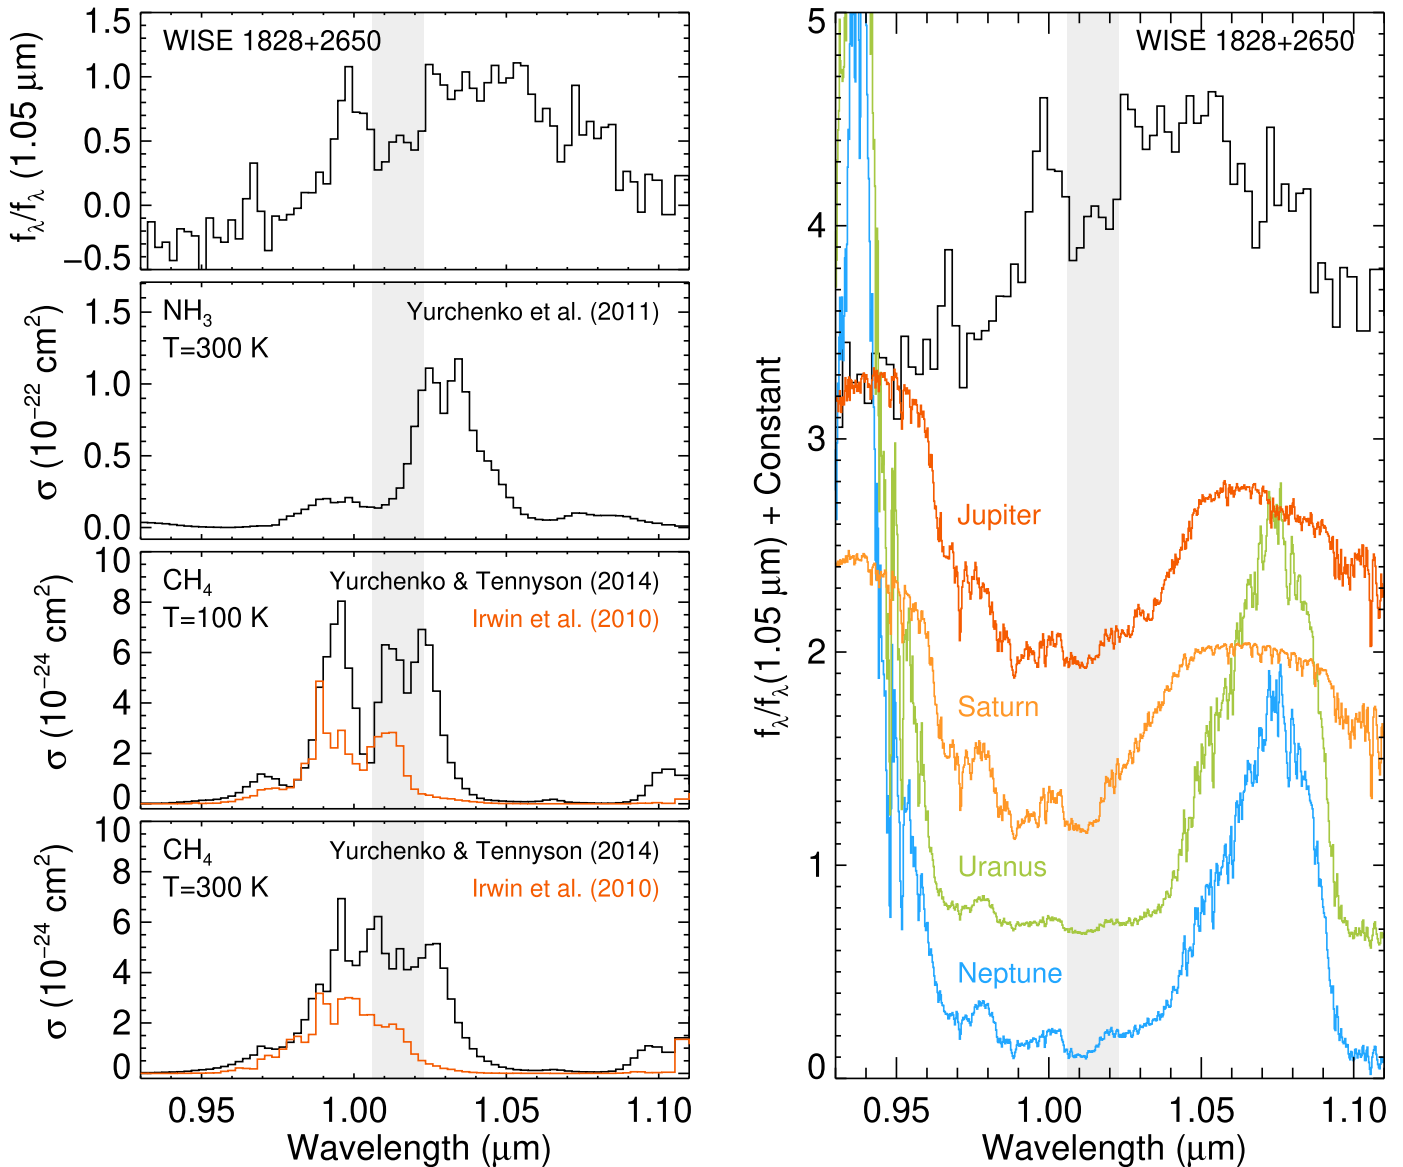 WISE 1828+2650
1.5
1.0
0.5
0.0
−0.5
fλ/fλ (1.05 μm)
NH3
T=300 K
Yurchenko et al. (2011)
1.5
1.0
0.5
0.0
σ (10−22 cm2)
CH4
T=100 K
Yurchenko & Tennyson (2014)
Irwin et al. (2010)
10
8
6
4
2
0
σ (10−24 cm2)
CH4
T=300 K
Yurchenko & Tennyson (2014)
Irwin et al. (2010)
10
8
6
4
2
0
σ (10−24 cm2)
0.95 1.00 1.05 1.10
Wavelength (μm)
WISE 1828+2650
5
4
3
2
1
0
fλ/fλ(1.05 μm) + Constant
Jupiter
Saturn
Uranus
Neptune
0.95 1.00 1.05 1.10
Wavelength (μm)